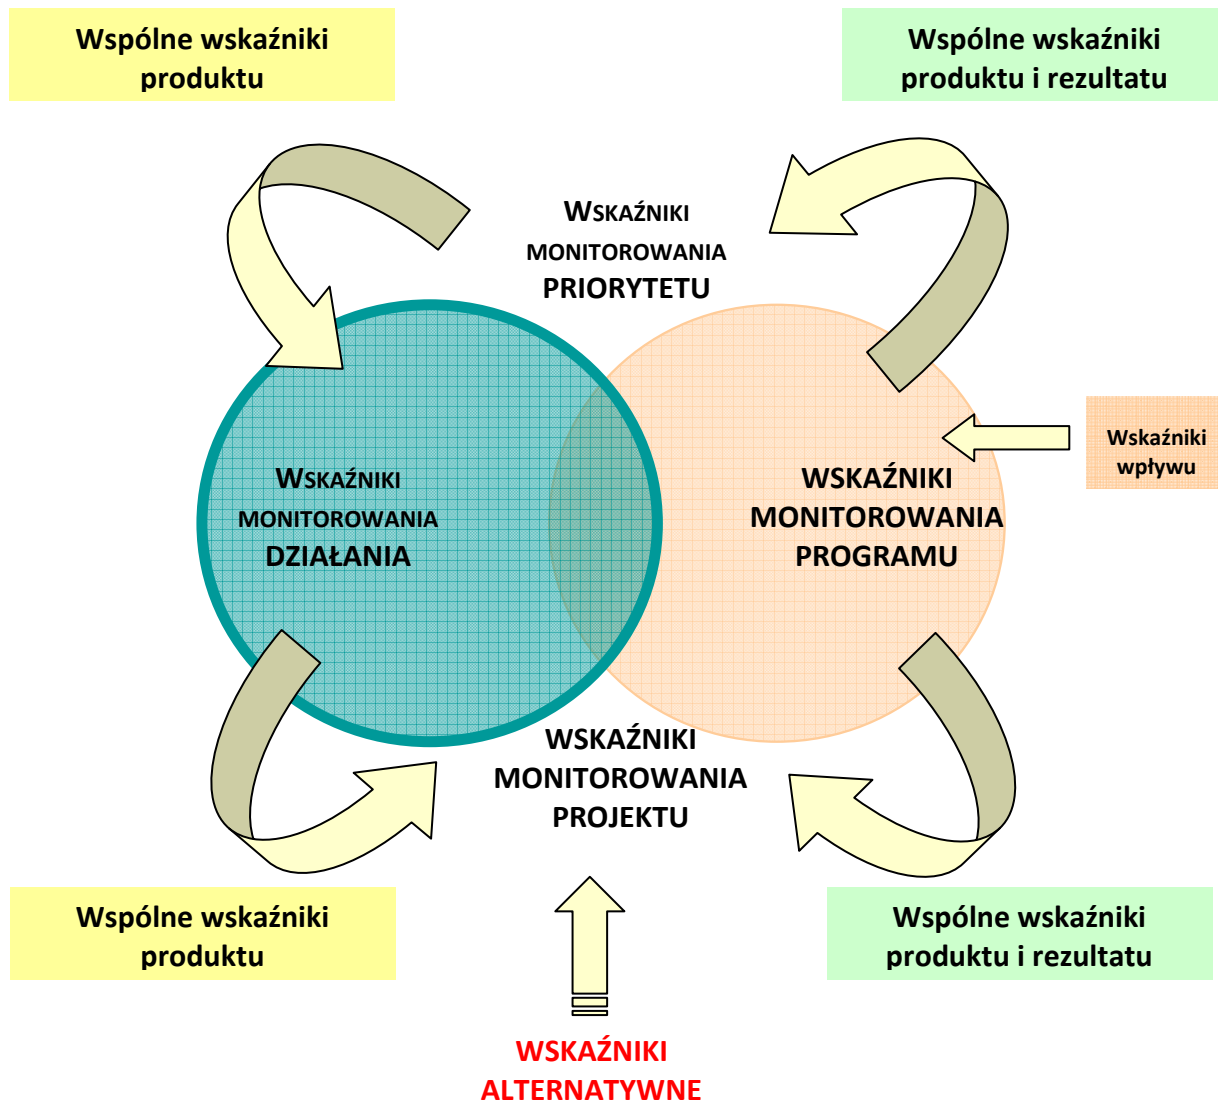 Wspólne wskaźniki
produktu
Wspólne wskaźniki
produktu i rezultatu
WSKAŹNIKI
MONITOROWANIA
PRIORYTETU
Wskaźniki
wpływu
WSKAŹNIKI
MONITOROWANIA
DZIAŁANIA
WSKAŹNIKI
MONITOROWANIA
PROGRAMU
WSKAŹNIKI
MONITOROWANIA
PROJEKTU
Wspólne wskaźniki
produktu
Wspólne wskaźniki
produktu i rezultatu
WSKAŹNIKI
ALTERNATYWNE